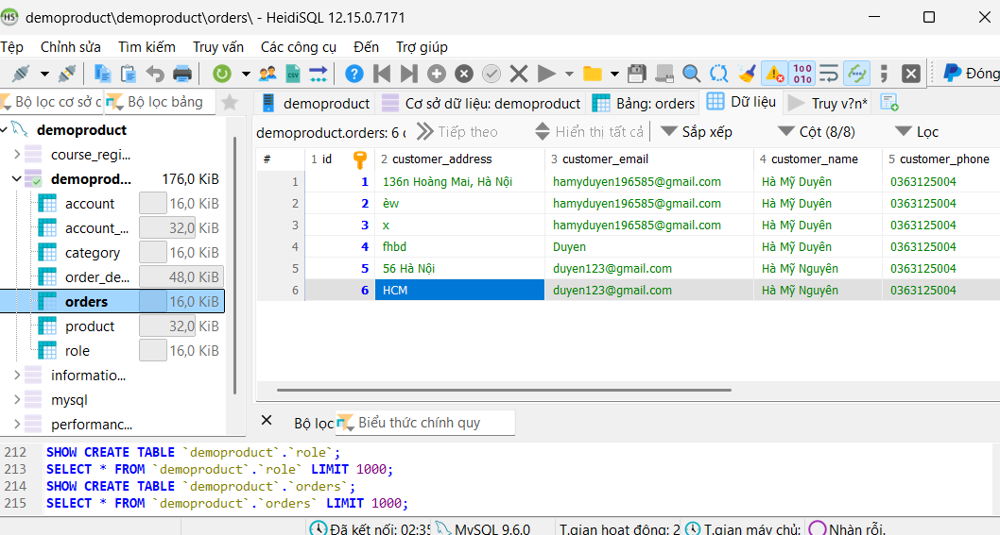 HS demoproduct\demoproduct\orders\ - HeidiSQL 12.15.0.7171
Tệp Chỉnh sửa Tìm kiếm Truy vấn Các công cụ Đến Trợ giúp
CSV 100 010 Đóng
Bộ lọc cơ sở Bộ lọc bảng demoproduct Cơ sở dữ liệu: demoproduct Bảng: orders Dữ liệu Truy v?n*
demoproduct.orders: 6 Tiếp theo Hiển thị tất cả Sắp xếp Cột (8/8) Lọc
demoproduct
course_regi...
demoprod... 176,0 KiB
account 16,0 KiB
account_... 32,0 KiB
category 16,0 KiB
order_de... 48,0 KiB
orders 16,0 KiB
product 32,0 KiB
role 16,0 KiB
informatio...
mysql
performanc...
# 1 id 2 customer_address 3 customer_email 4 customer_name 5 customer_phone
1 1 136n Hoàng Mai, Hà Nội hamyduyen196585@gmail.com Hà Mỹ Duyên 0363125004
2 2 èw hamyduyen196585@gmail.com Hà Mỹ Duyên 0363125004
3 3 x hamyduyen196585@gmail.com Hà Mỹ Duyên 0363125004
4 4 fhbd Duyen Hà Mỹ Duyên 0363125004
5 5 56 Hà Nội duyen123@gmail.com Hà Mỹ Nguyên 0363125004
6 6 HCM duyen123@gmail.com Hà Mỹ Nguyên 0363125004
Bộ lọc Biểu thức chính quy
212 SHOW CREATE TABLE `demoproduct`.`role`;
213 SELECT * FROM `demoproduct`.`role` LIMIT 1000;
214 SHOW CREATE TABLE `demoproduct`.`orders`;
215 SELECT * FROM `demoproduct`.`orders` LIMIT 1000;
Đã kết nối: 02:35 MySQL 9.6.0 T.gian hoạt động: 2 T.gian máy chủ: Nhàn rỗi.